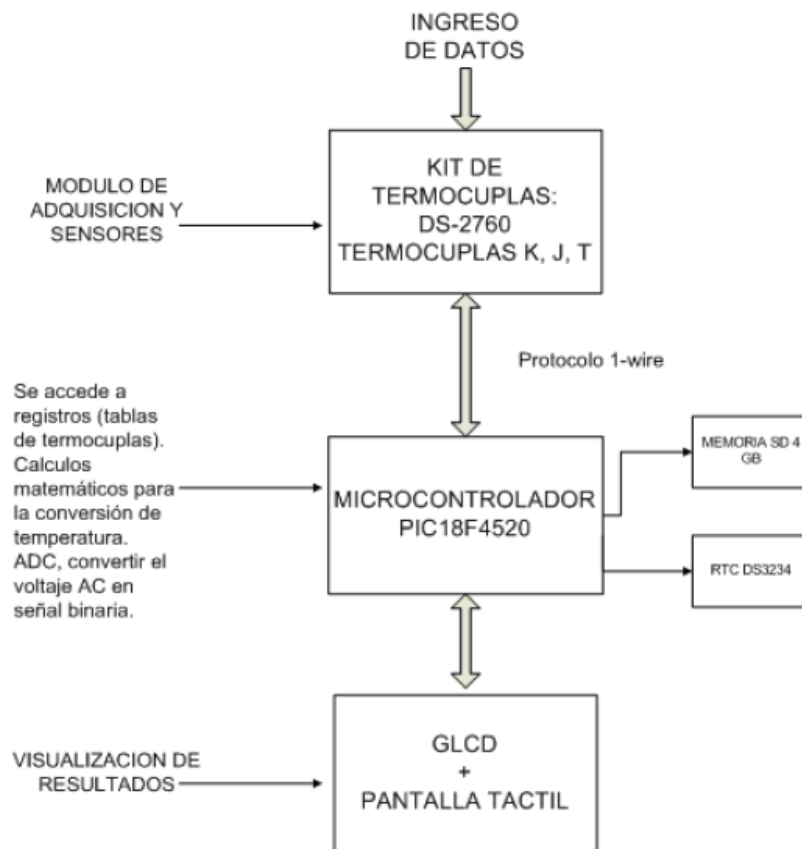 INGRESO
DE DATOS
KIT DE
TERMOCUPLAS:
DS-2760
TERMOCUPLAS K, J, T
MODULO DE
ADQUISICION Y
SENSORES
Protocolo 1-wire
Se accede a
registros (tablas
de termocuplas).
Calculos
matemáticos para
la conversión de
temperatura.
ADC, convertir el
voltaje AC en
señal binaria.
MICROCONTROLADOR
PIC18F4520
MEMORIA SD 4
GB
RTC DS3234
VISUALIZACION DE
RESULTADOS
GLCD
+
PANTALLA TACTIL